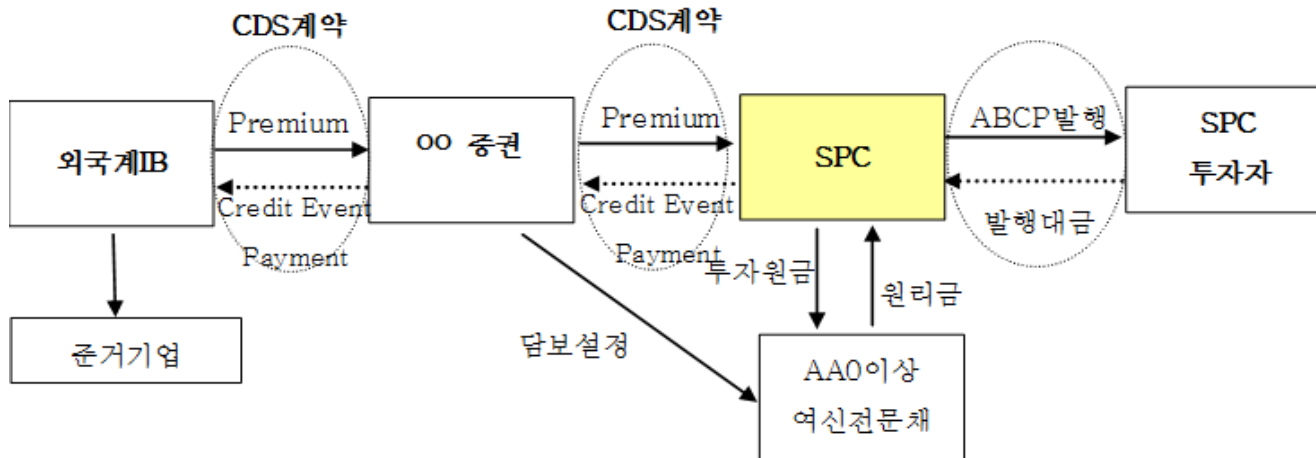 CDS계약
CDS계약
외국계IB
Premium
OO 증권
Premium
SPC
ABCP발행
SPC
투자자
Credit Event
Payment
Credit Event
Payment
발행대금
투자원금
원리금
준거기업
담보설정
AA0이상
여신전문채